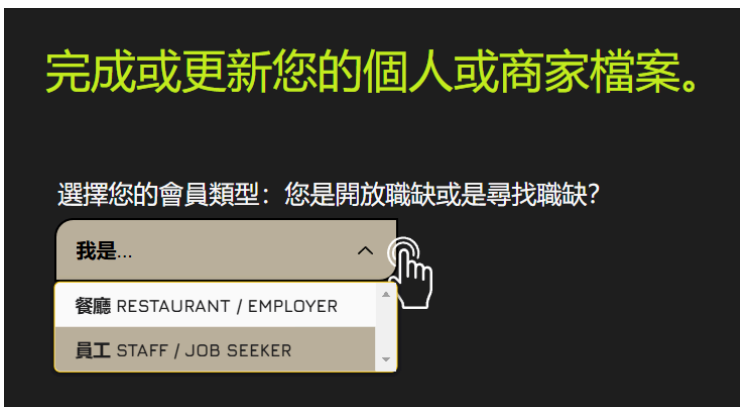 完成或更新您的個人或商家檔案。
選擇您的會員類型：您是開放職缺或是尋找職缺？
我是...
餐廳 RESTAURANT / EMPLOYER
員工 STAFF / JOB SEEKER